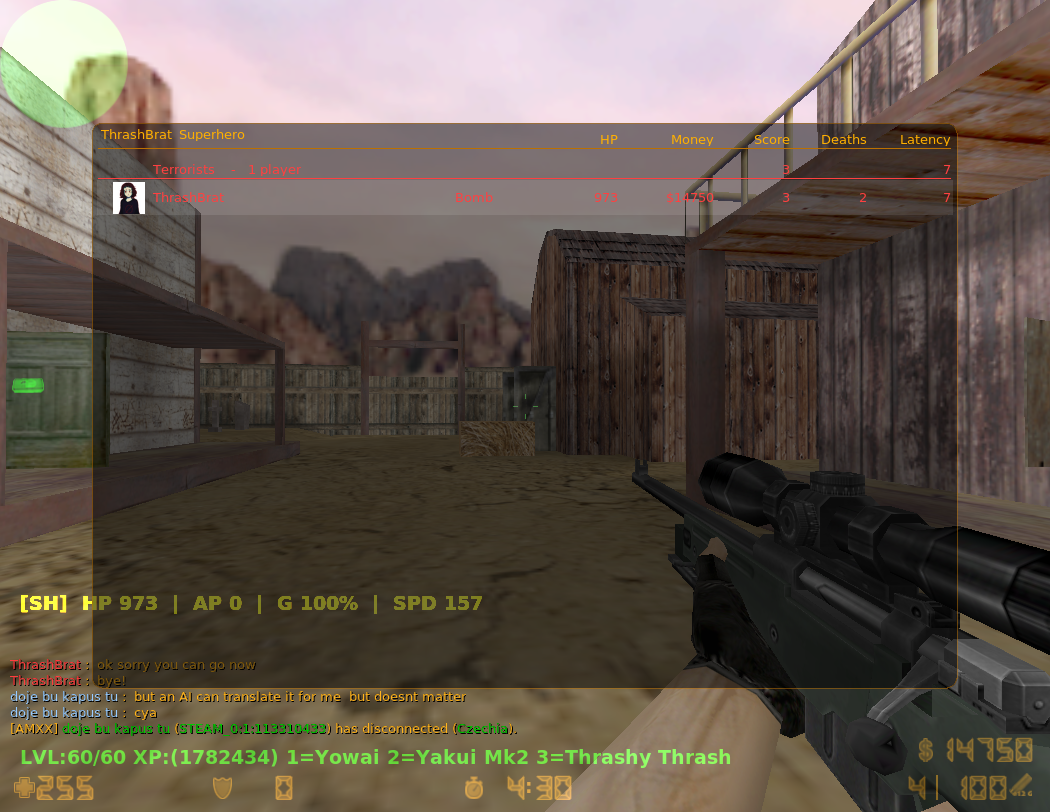 ThrashBrat Superhero
HP Money Score Deaths Latency
Terrorists - 1 player 3 7
ThrashBrat Bomb 973 $14750 3 2 7
[SH] HP 973 | AP 0 | G 100% | SPD 157
ThrashBrat : ok sorry you can go now
ThrashBrat : bye!
doje bu kapus tu : but an AI can translate it for me but doesnt matter
doje bu kapus tu : cya
[AMXX] doje bu kapus tu (STEAM_0:1:113310433) has disconnected (Czechia).
LVL:60/60 XP:(1782434) 1=Yowai 2=Yakui Mk2 3=Thrashy Thrash
$ 14750
255 0 4:30 4 | 100